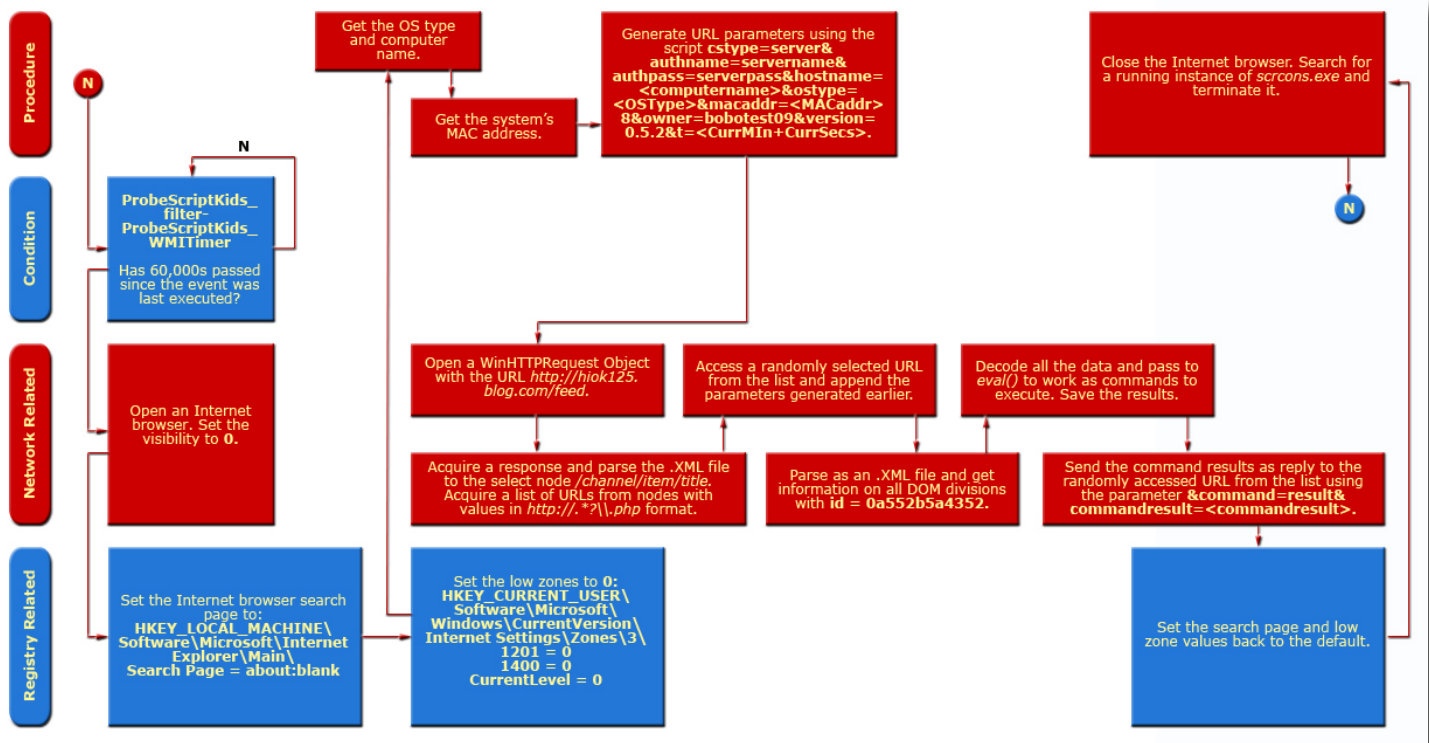 Procedure
N
Get the OS type
and computer
name.
Get the system's
MAC address.
Generate URL parameters using the
script cstype=server&
authname=servername&
authpass=serverpass&hostname=
<computername>&ostype=
<OSType>&macaddr=<MACaddr>
8&owner=bobotest09&version=
0.5.2&t=<CurrMIn+CurrSecs>.
Close the Internet browser. Search for
a running instance of scrcons.exe and
terminate it.
Condition
N
ProbeScriptKids_
filter-
ProbeScriptKids_
WMITimer
Has 60,000s passed
since the event was
last executed?
N
Network Related
Open an Internet
browser. Set the
visibility to 0.
Open a WinHTTPRequest Object
with the URL http://hiok125.
blog.com/feed.
Acquire a response and parse the .XML file
to the select node /channel/item/title.
Acquire a list of URLs from nodes with
values in http://.*?\\.php format.
Access a randomly selected URL
from the list and append the
parameters generated earlier.
Parse as an .XML file and get
information on all DOM divisions
with id = 0a552b5a4352.
Decode all the data and pass to
eval() to work as commands to
execute. Save the results.
Send the command results as reply to the
randomly accessed URL from the list using
the parameter &command=result&
commandresult=<commandresult>.
Registry Related
Set the Internet browser search
page to:
HKEY_LOCAL_MACHINE\
Software\Microsoft\Internet
Explorer\Main\
Search Page = about:blank
Set the low zones to 0:
HKEY_CURRENT_USER\
Software\Microsoft\
Windows\CurrentVersion\
Internet Settings\Zones\3\
1201 = 0
1400 = 0
CurrentLevel = 0
Set the search page and low
zone values back to the default.